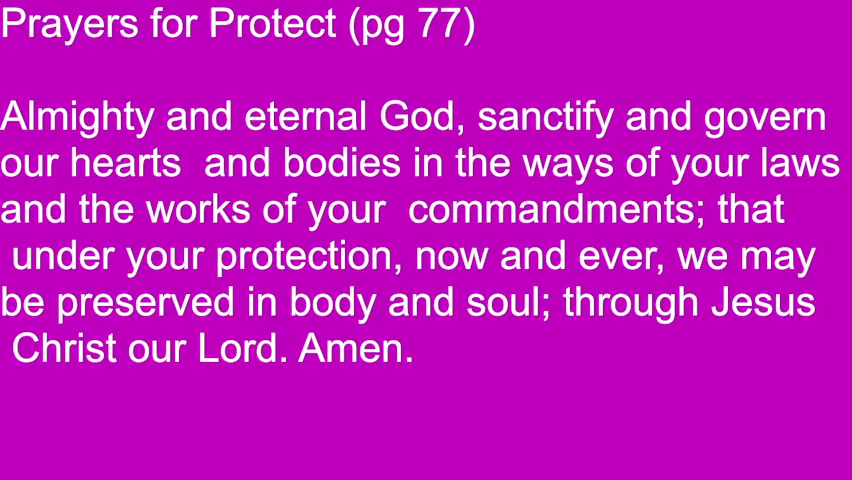 Prayers for Protect (pg 77)
Almighty and eternal God, sanctify and govern
our hearts  and bodies in the ways of your laws
and the works of your  commandments; that
under your protection, now and ever, we may
be preserved in body and soul; through Jesus
Christ our Lord. Amen.